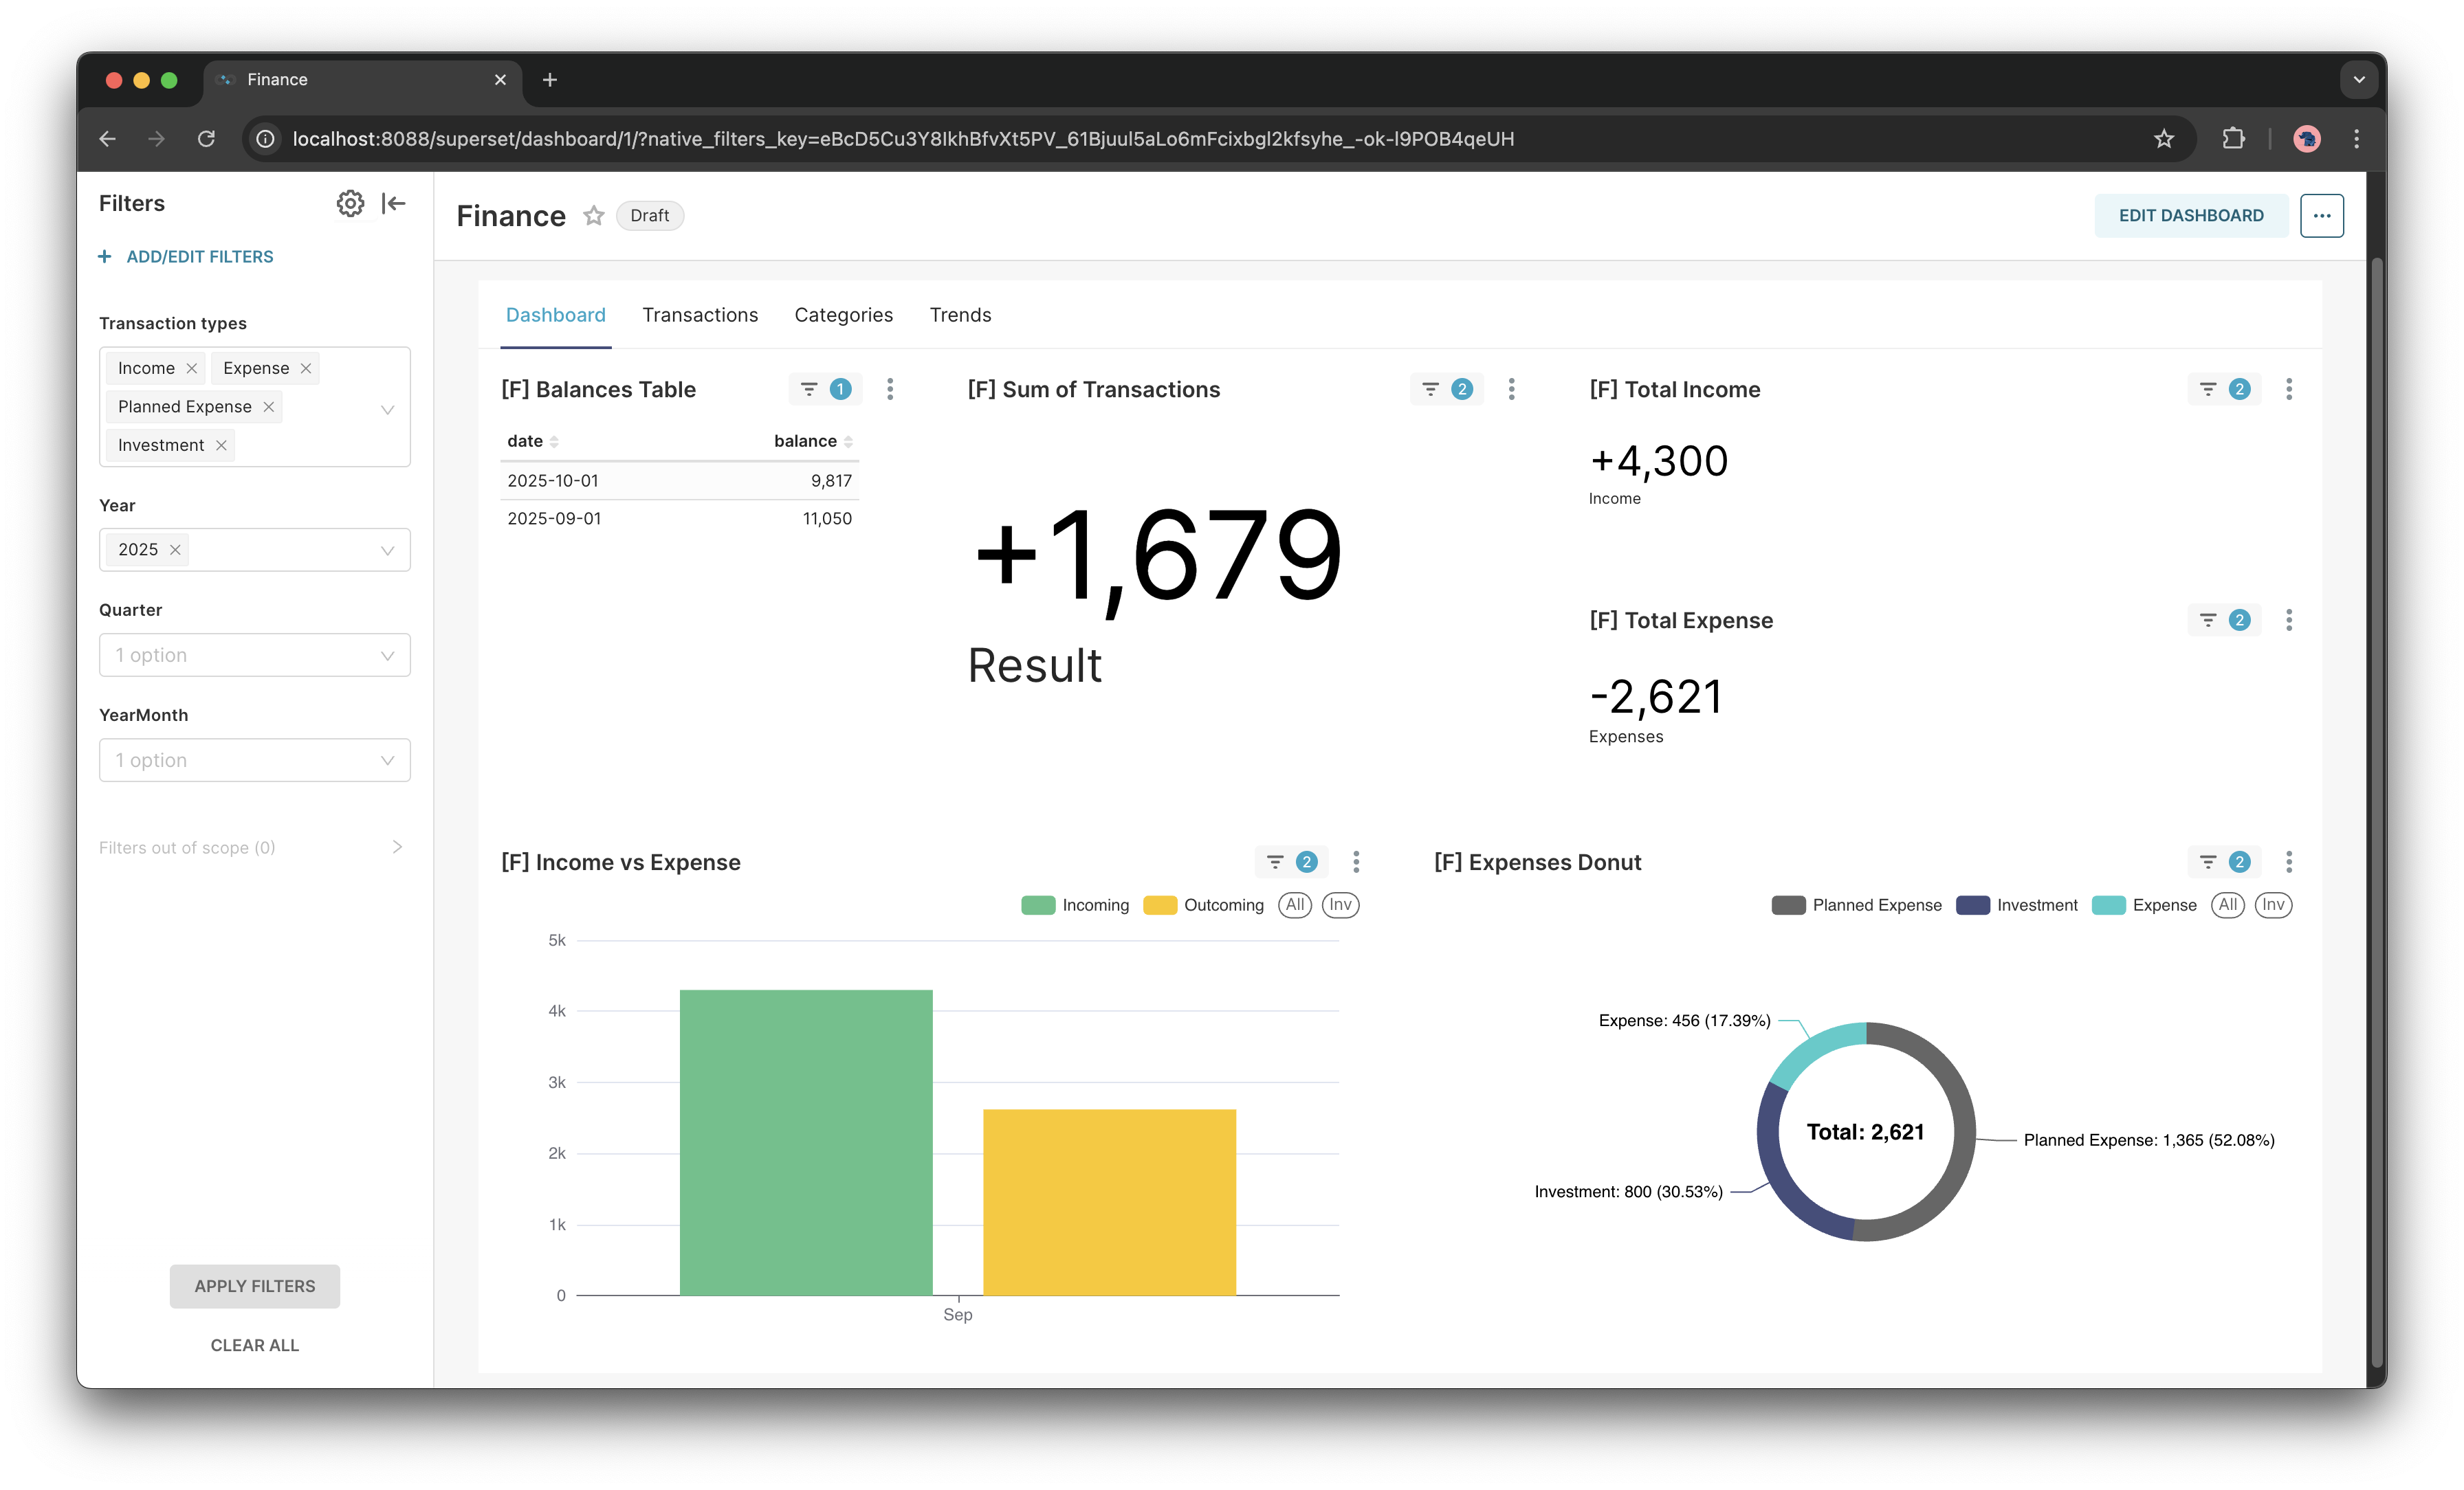 Finance
localhost:8088/superset/dashboard/1/?native_filters_key=eBcD5Cu3Y8IkhBfvXt5PV_61Bjuul5aLo6mFcixbgl2kfsyhe_-ok-l9POB4qeUH
Filters
+ ADD/EDIT FILTERS
Transaction types
Income × Expense ×
Planned Expense ×
Investment ×
Year
2025 ×
Quarter
1 option
YearMonth
1 option
Filters out of scope (0)
APPLY FILTERS
CLEAR ALL
Finance Draft
EDIT DASHBOARD ...
Dashboard Transactions Categories Trends
[F] Balances Table 1
date balance
2025-10-01 9,817
2025-09-01 11,050
[F] Sum of Transactions 2
+1,679
Result
[F] Total Income 2
+4,300
Income
[F] Total Expense 2
-2,621
Expenses
[F] Income vs Expense 2
Incoming Outcoming All Inv
5k
4k
3k
2k
1k
0
Sep
[F] Expenses Donut 2
Planned Expense Investment Expense All Inv
Expense: 456 (17.39%)
Total: 2,621
Planned Expense: 1,365 (52.08%)
Investment: 800 (30.53%)